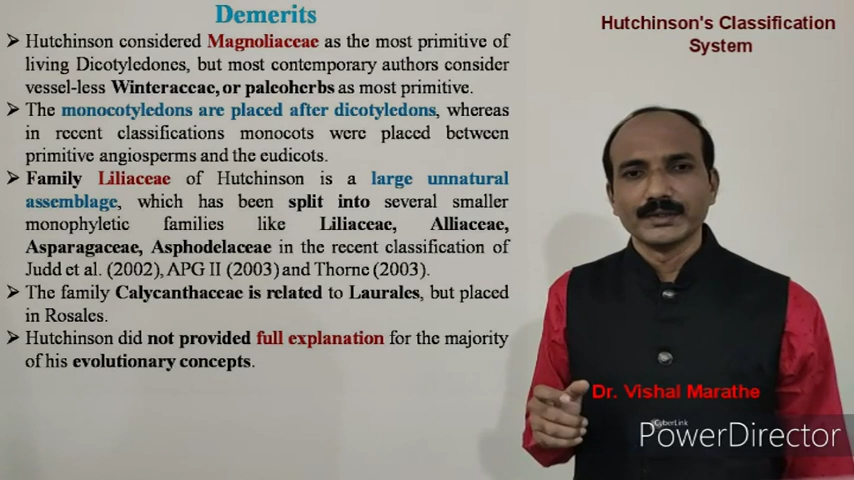 Demerits
➢ Hutchinson considered Magnoliaceae as the most primitive of
living Dicotyledones, but most contemporary authors consider
vessel-less Winteraceae, or paleoherbs as most primitive.
➢ The monocotyledons are placed after dicotyledons, whereas
in recent classifications monocots were placed between
primitive angiosperms and the eudicots.
➢ Family Liliaceae of Hutchinson is a large unnatural
assemblage, which has been split into several smaller
monophyletic families like Liliaceae, Alliaceae,
Asparagaceae, Asphodelaceae in the recent classification of
Judd et al. (2002), APG II (2003) and Thorne (2003).
➢ The family Calycanthaceae is related to Laurales, but placed
in Rosales.
➢ Hutchinson did not provided full explanation for the majority
of his evolutionary concepts.
Hutchinson's Classification
System
Dr. Vishal Marathe
CyberLink
PowerDirector